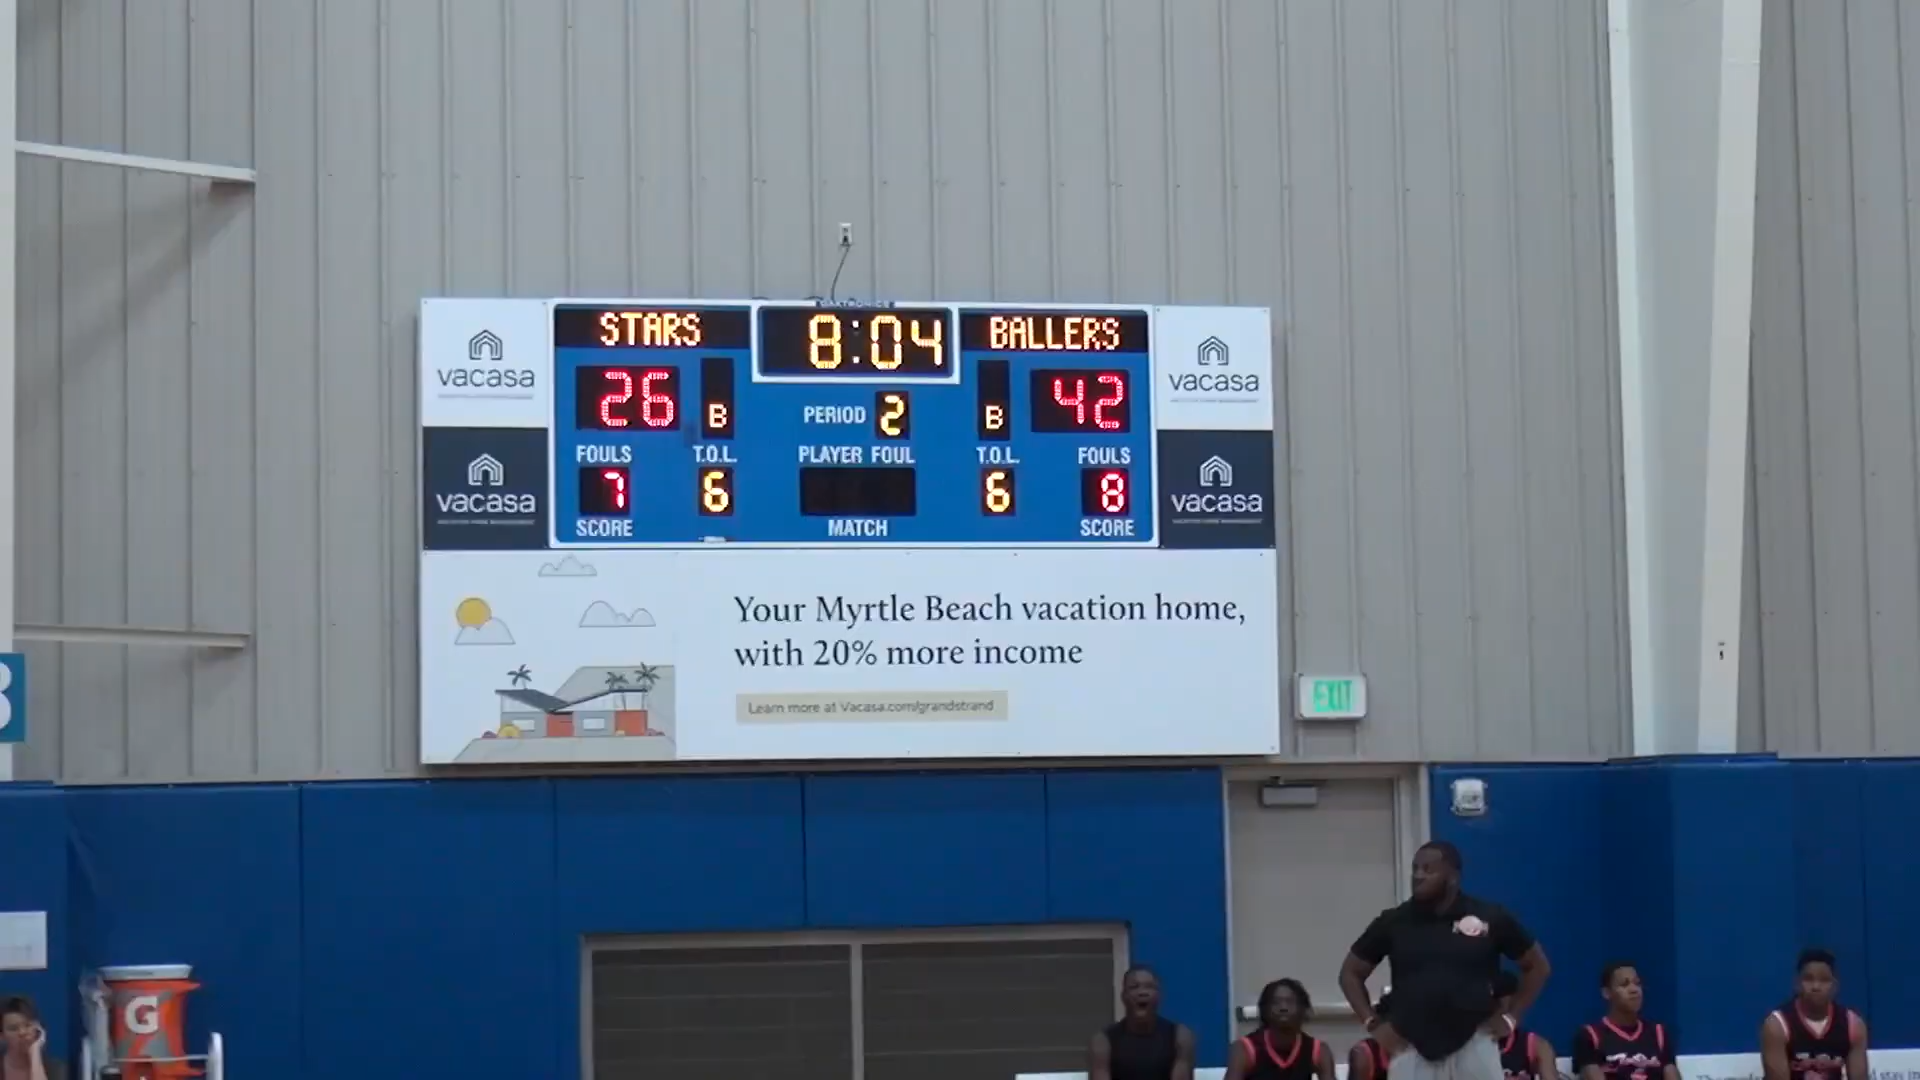 STARS
8:04
BALLERS
26
B
PERIOD 2
B
42
FOULS
T.O.L.
PLAYER FOUL
T.O.L.
FOULS
7
6
6
8
SCORE
MATCH
SCORE
vacasa
vacasa
vacasa
vacasa
Your Myrtle Beach vacation home,
with 20% more income
Learn more at Vacasa.com/grandstrand
EXIT
G